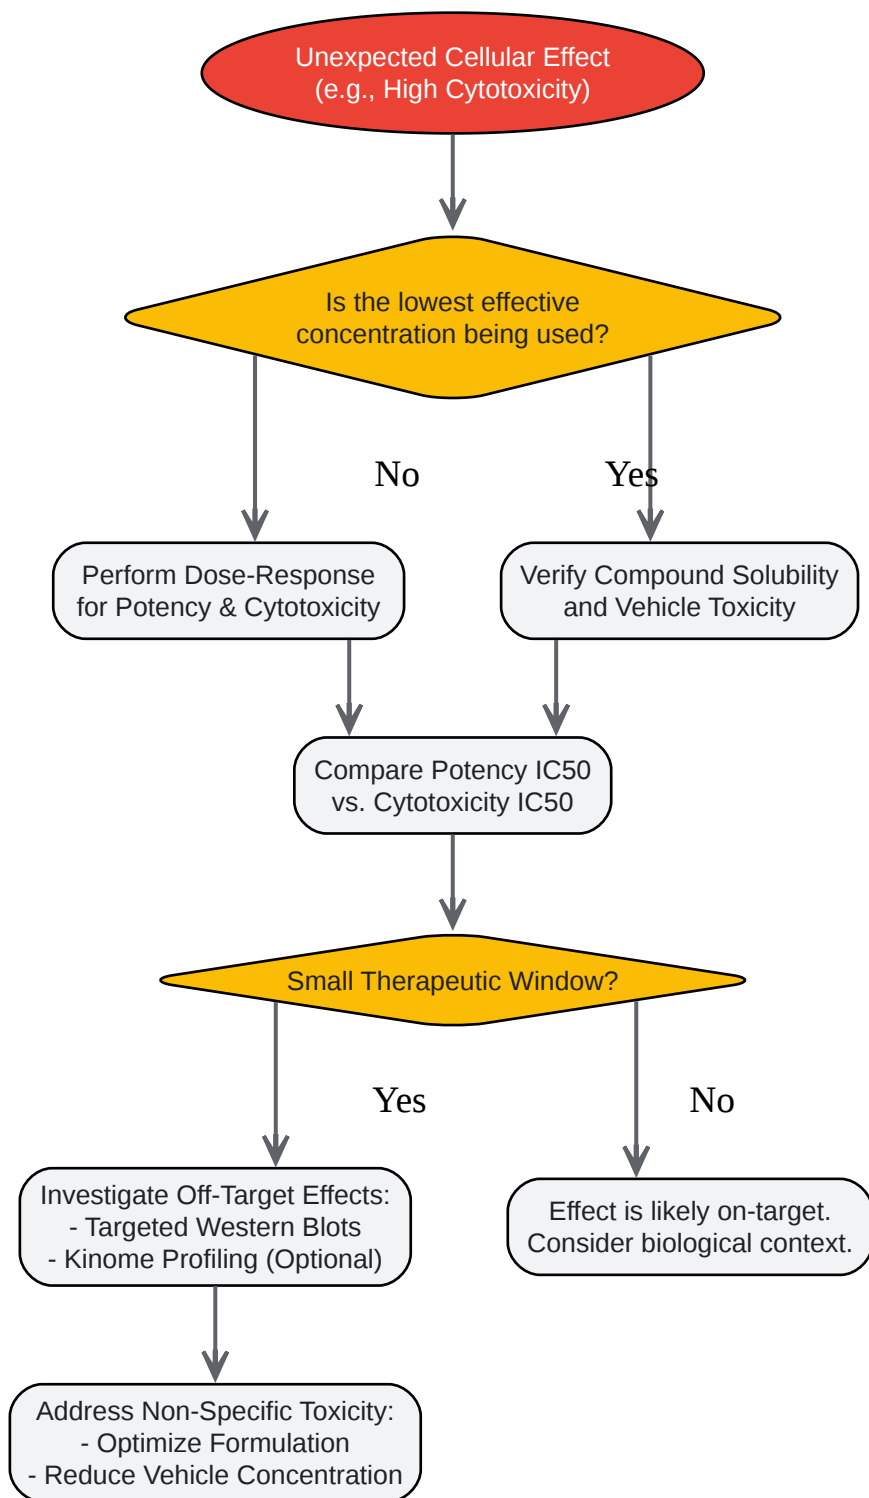 Unexpected Cellular Effect
(e.g., High Cytotoxicity)
Is the lowest effective
concentration being used?
No
Yes
Perform Dose-Response
for Potency & Cytotoxicity
Verify Compound Solubility
and Vehicle Toxicity
Compare Potency IC50
vs. Cytotoxicity IC50
Small Therapeutic Window?
Yes
No
Investigate Off-Target Effects:
- Targeted Western Blots
- Kinome Profiling (Optional)
Effect is likely on-target.
Consider biological context.
Address Non-Specific Toxicity:
- Optimize Formulation
- Reduce Vehicle Concentration